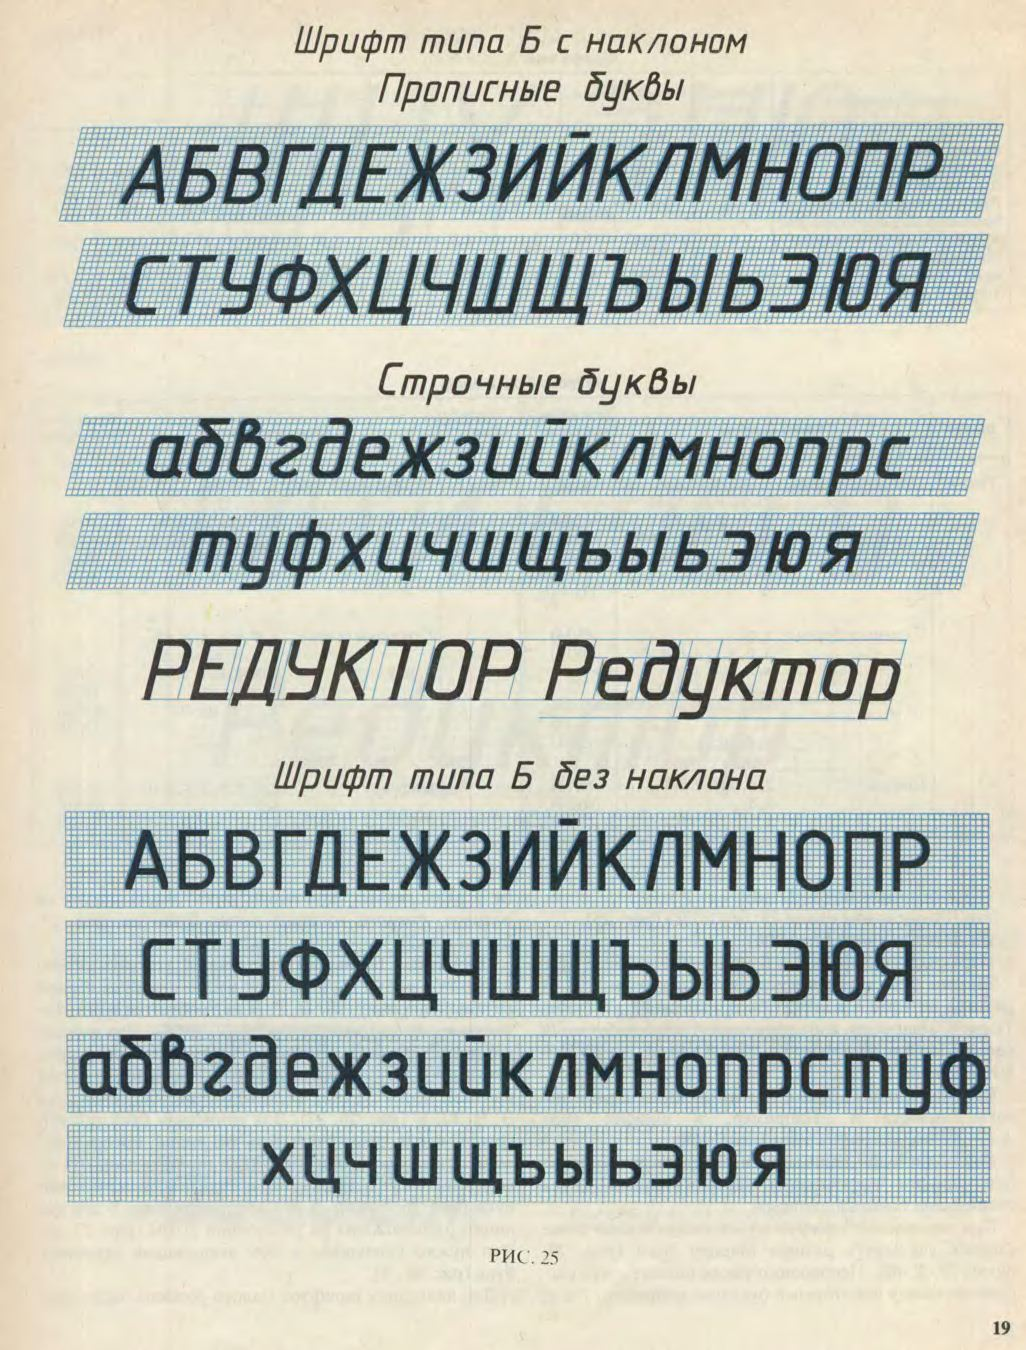 Шрифт типа Б с наклоном
Прописные буквы
АБВГДЕЖЗИЙКЛМНОПР
СТУФХЦЧШЩЪЫЬЭЮЯ
Строчные буквы
абвгдежзийклмнопрс
туфхцчшщъыьэюя
РЕДУКТОР Редуктор
Шрифт типа Б без наклона
АБВГДЕЖЗИЙКЛМНОПР
СТУФХЦЧШЩЪЫЬЭЮЯ
абвгдежзийклмнопрстуф
хцчшщъыьэюя
РИС. 25
19